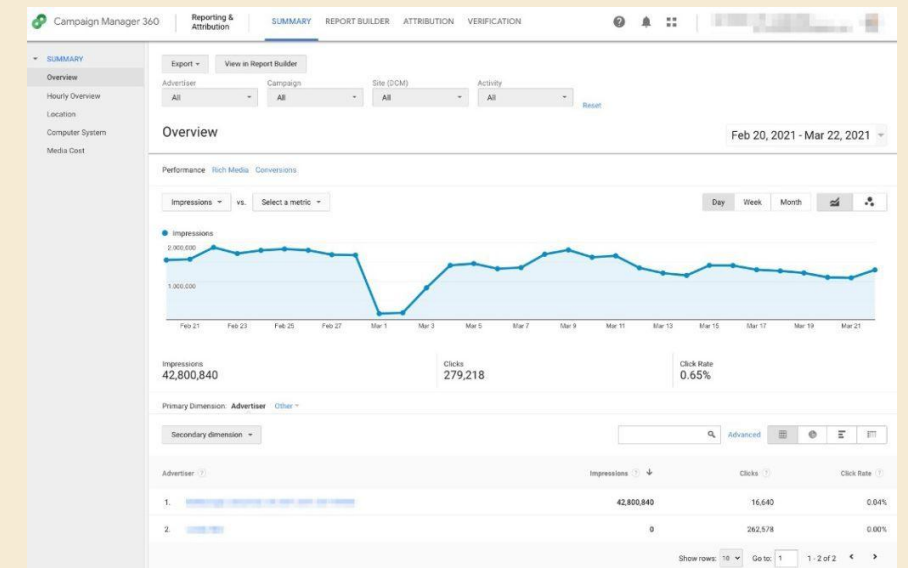 Campaign Manager 360
Reporting & Attribution
SUMMARY REPORT BUILDER ATTRIBUTION VERIFICATION
SUMMARY
Overview
Hourly Overview
Location
Computer System
Media Cost
Export View in Report Builder
Advertiser Campaign Site (DCM) Activity
All All All All Reset
Overview
Feb 20, 2021 - Mar 22, 2021
Performance Rich Media Conversions
Impressions vs. Select a metric Day Week Month
Impressions
2,000,000
1,000,000
Feb 21 Feb 23 Feb 25 Feb 27 Mar 1 Mar 3 Mar 5 Mar 7 Mar 9 Mar 11 Mar 13 Mar 15 Mar 17 Mar 19 Mar 21
Impressions Clicks Click Rate
42,800,840 279,218 0.65%
Primary Dimension: Advertiser Other
Secondary dimension Advanced
Advertiser ? Impressions ? Clicks ? Click Rate ?
1. 42,800,840 16,640 0.04%
2. 0 262,578 0.00%
Show rows: 10 Go to: 1 1 - 2 of 2